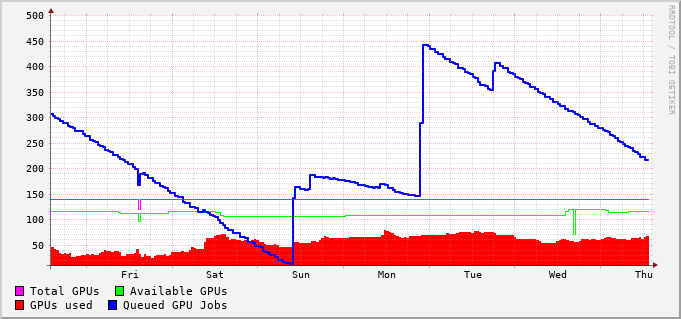 500
450
400
350
300
250
200
150
100
50
Fri Sat Sun Mon Tue Wed Thu
Total GPUs Available GPUs
GPUs used Queued GPU Jobs
RRDTOOL / TOBI OETIKER